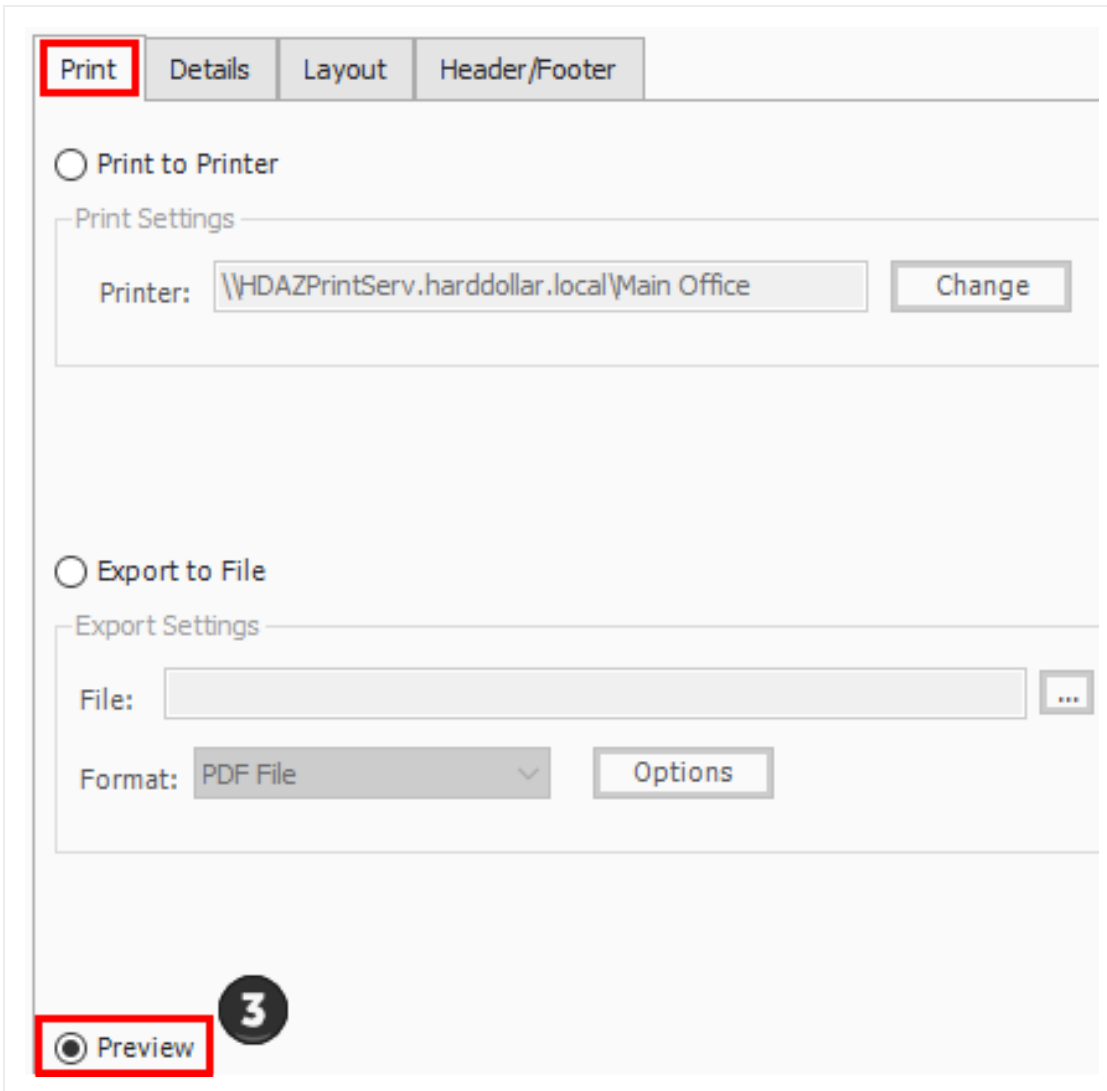 Print Details Layout Header/Footer
Print to Printer
Print Settings
Printer: \\HDAZPrintServ.harddollar.local\Main Office Change
Export to File
Export Settings
File: ...
Format: PDF File Options
3
Preview